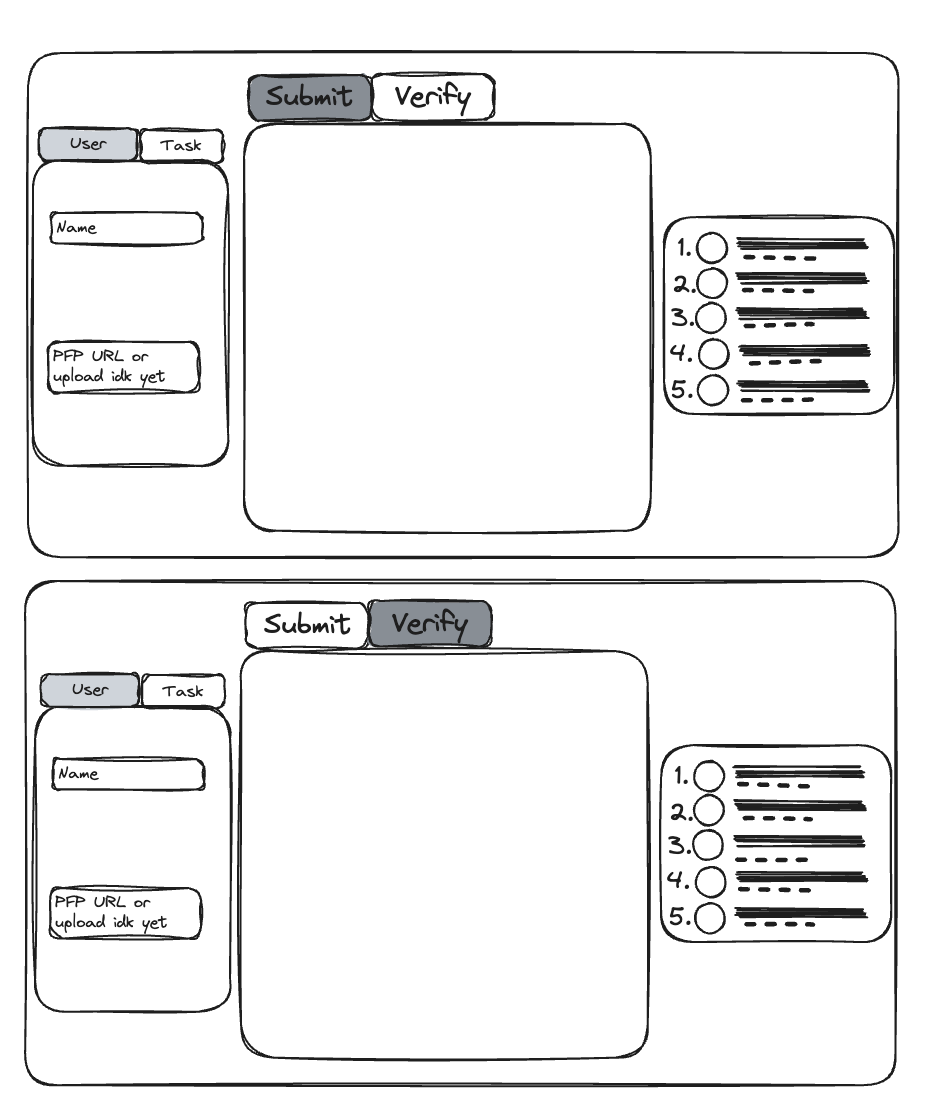 Submit
Verify
User
Task
Name
PFP URL or
upload idk yet
1.
2.
3.
4.
5.
Submit
Verify
User
Task
Name
PFP URL or
upload idk yet
1.
2.
3.
4.
5.